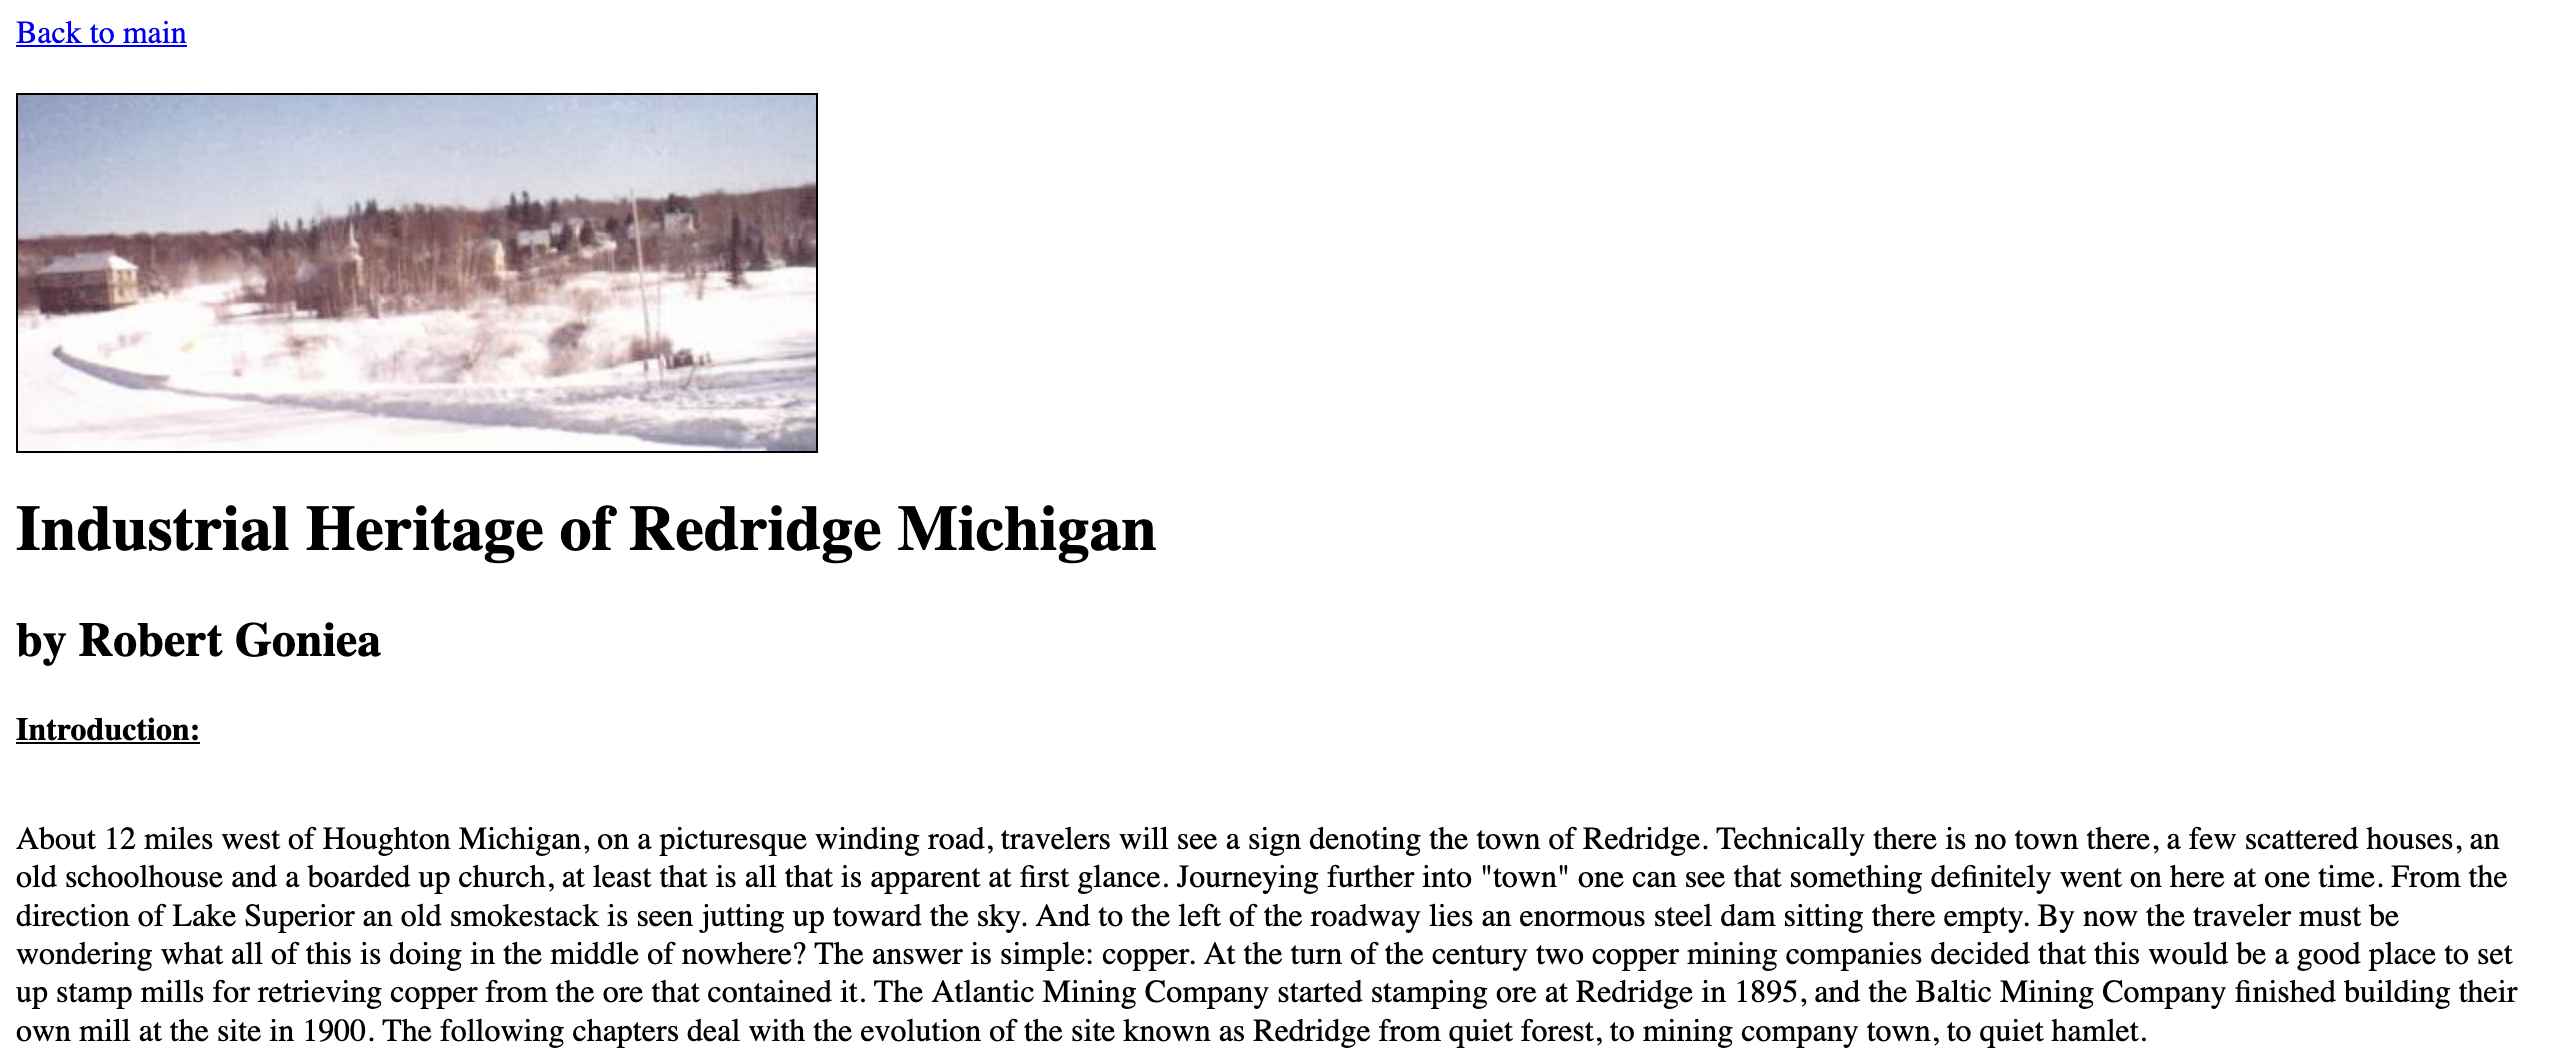 Back to main
Industrial Heritage of Redridge Michigan
by Robert Goniea
Introduction:
About 12 miles west of Houghton Michigan, on a picturesque winding road, travelers will see a sign denoting the town of Redridge. Technically there is no town there, a few scattered houses, an
old schoolhouse and a boarded up church, at least that is all that is apparent at first glance. Journeying further into "town" one can see that something definitely went on here at one time. From the
direction of Lake Superior an old smokestack is seen jutting up toward the sky. And to the left of the roadway lies an enormous steel dam sitting there empty. By now the traveler must be
wondering what all of this is doing in the middle of nowhere? The answer is simple: copper. At the turn of the century two copper mining companies decided that this would be a good place to set
up stamp mills for retrieving copper from the ore that contained it. The Atlantic Mining Company started stamping ore at Redridge in 1895, and the Baltic Mining Company finished building their
own mill at the site in 1900. The following chapters deal with the evolution of the site known as Redridge from quiet forest, to mining company town, to quiet hamlet.